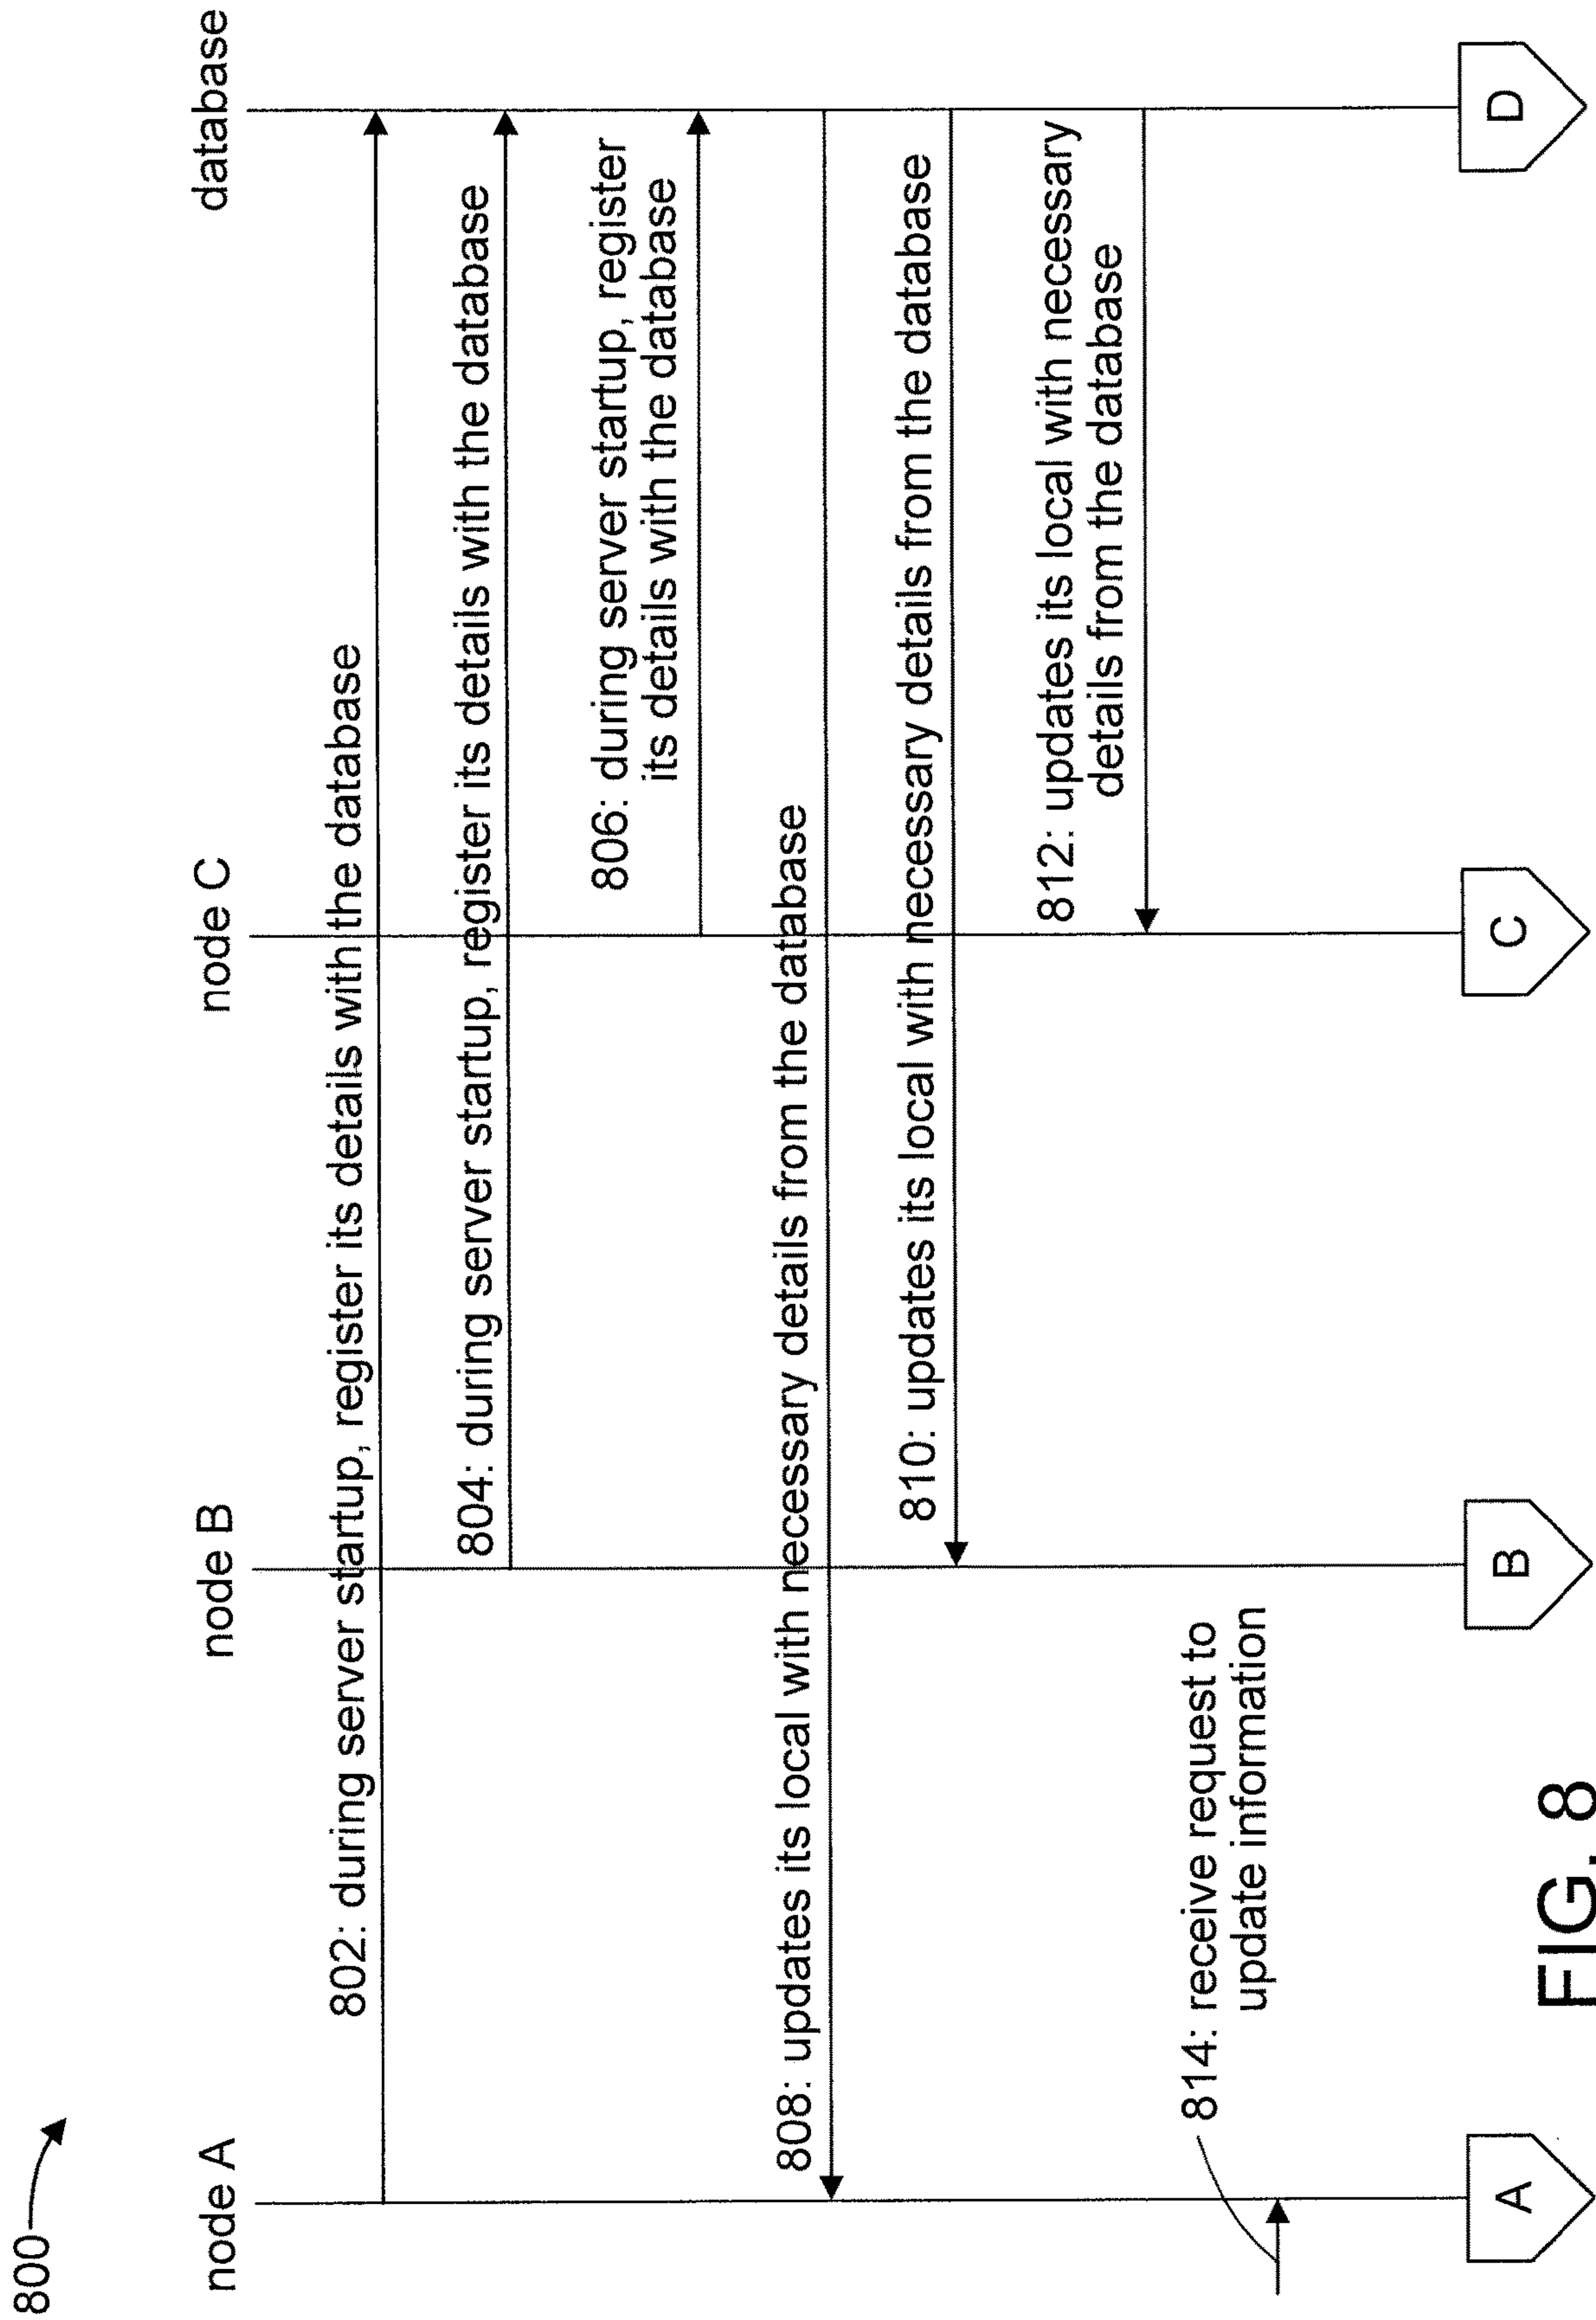 800
node A
node B
node C
database
802: during server startup, register its details with the database
804: during server startup, register its details with the database
806: during server startup, register
its details with the database
808: updates its local with necessary details from the database
810: updates its local with necessary details from the database
812: updates its local with necessary
details from the database
814: receive request to
update information
A
B
C
D
FIG. 8